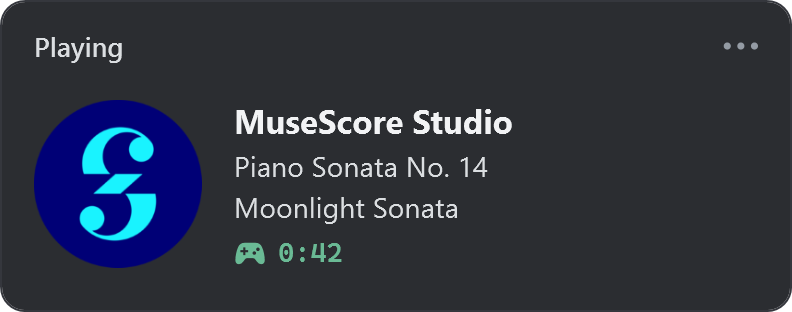 Playing
MuseScore Studio
Piano Sonata No. 14
Moonlight Sonata
0:42